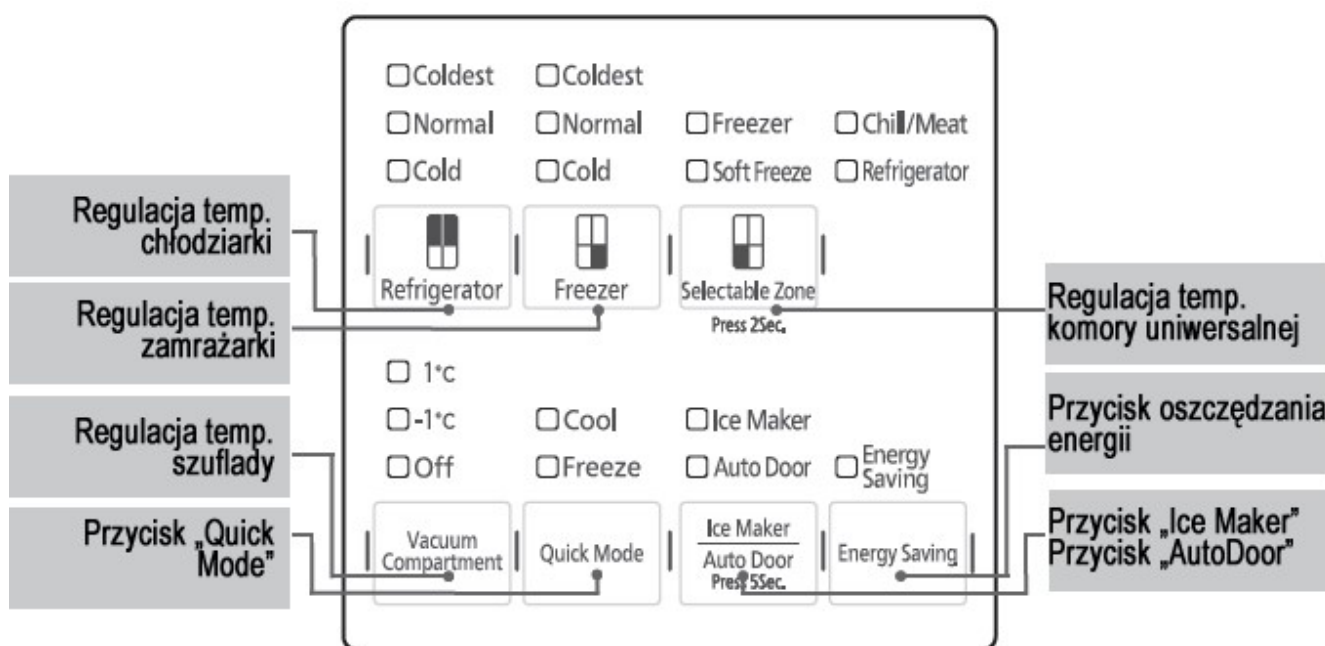 Coldest Coldest
Normal Normal Freezer Chill/Meat
Cold Cold Soft Freeze Refrigerator
Regulacja temp.
chłodziarki
Refrigerator Freezer Selectable Zone
Press 2Sec.
Regulacja temp.
zamrażarki
Regulacja temp.
komory uniwersalnej
1°c
-1°c Cool Ice Maker
Off Freeze Auto Door Energy
Saving
Regulacja temp.
szuflady
Przycisk oszczędzania
energii
Vacuum
Compartment
Quick Mode
Ice Maker
Auto Door
Press 5Sec.
Energy Saving
Przycisk „Quick
Mode”
Przycisk „Ice Maker”
Przycisk „AutoDoor”